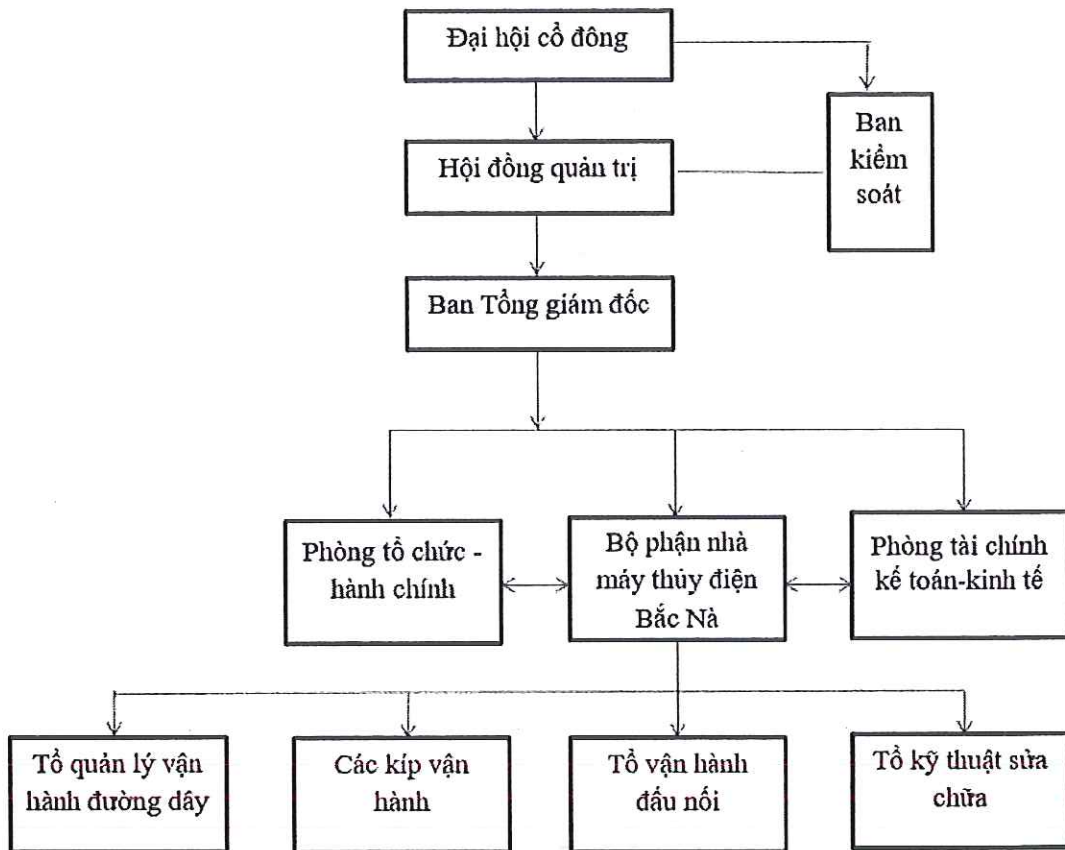 Đại hội cổ đông
Ban
kiểm
soát
Hội đồng quản trị
Ban Tổng giám đốc
Phòng tổ chức -
hành chính
Bộ phận nhà
máy thủy điện
Bắc Nà
Phòng tài chính
kế toán-kinh tế
Tổ quản lý vận
hành đường dây
Các kíp vận
hành
Tổ vận hành
đấu nối
Tổ kỹ thuật sửa
chữa